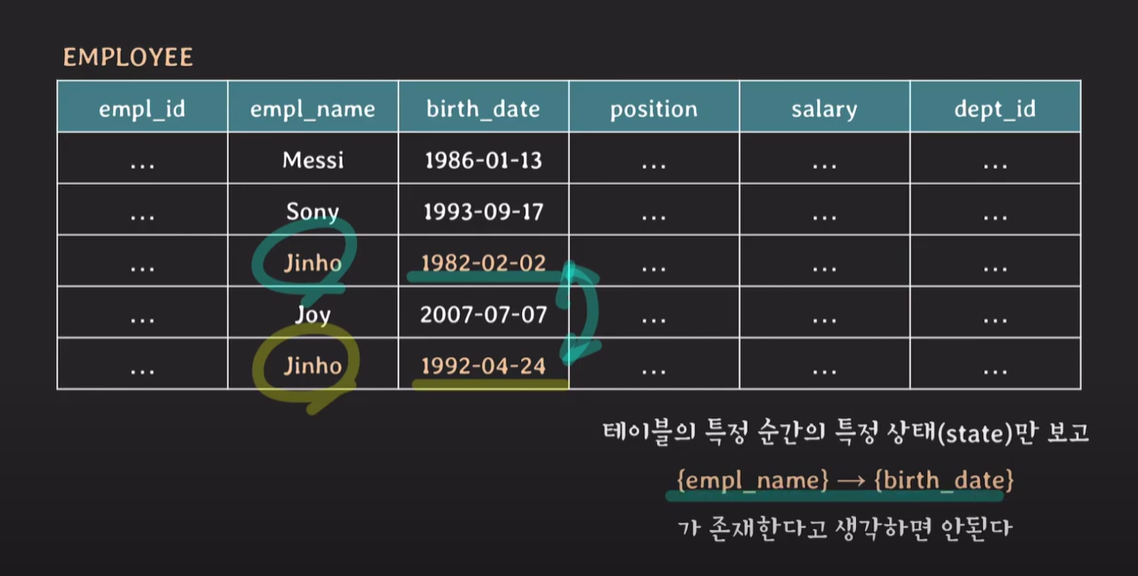 EMPLOYEE
empl_id empl_name birth_date position salary dept_id
... Messi 1986-01-13 ... ... ...
... Sony 1993-09-17 ... ... ...
... Jinho 1982-02-02 ... ... ...
... Joy 2007-07-07 ... ... ...
... Jinho 1992-04-24 ... ... ...
테이블의 특정 순간의 특정 상태(state)만 보고
{empl_name} → {birth_date}
가 존재한다고 생각하면 안된다